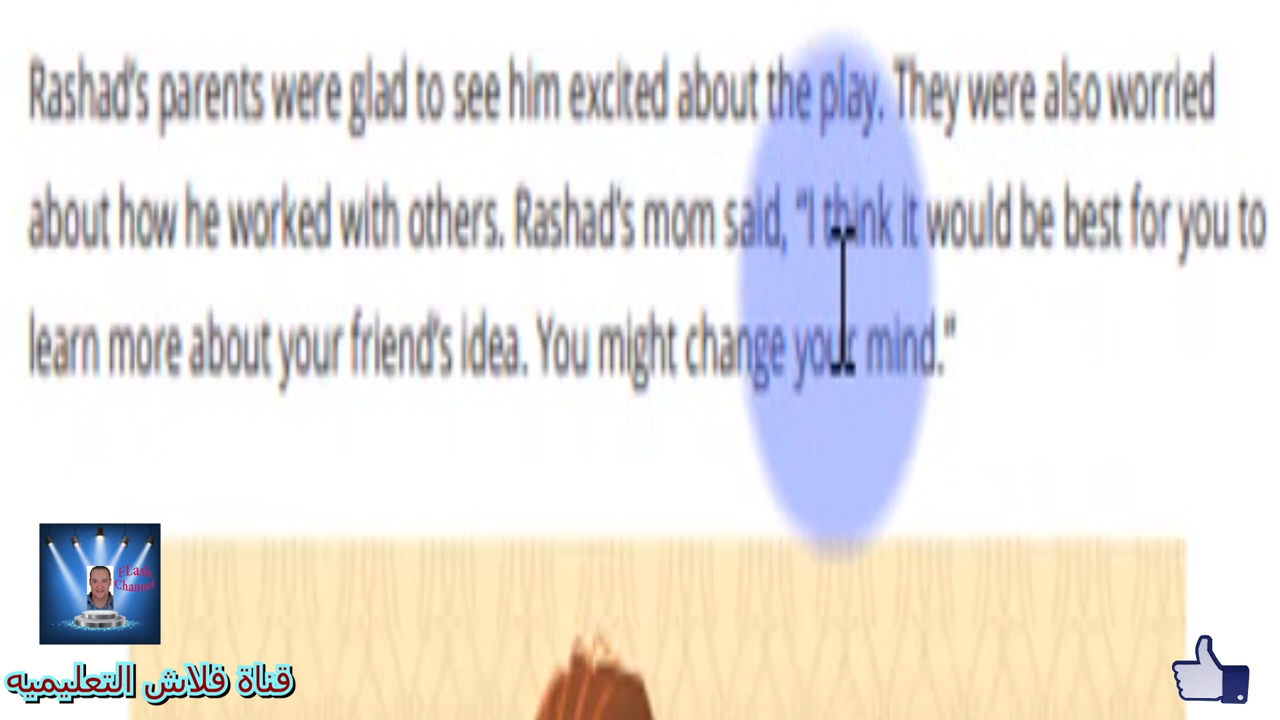 Rashad's parents were glad to see him excited about the play. They were also worried
about how he worked with others. Rashad's mom said, “I think it would be best for you to
learn more about your friend's idea. You might change your mind.”
FLash
Channel
قناة فلاش التعليميه